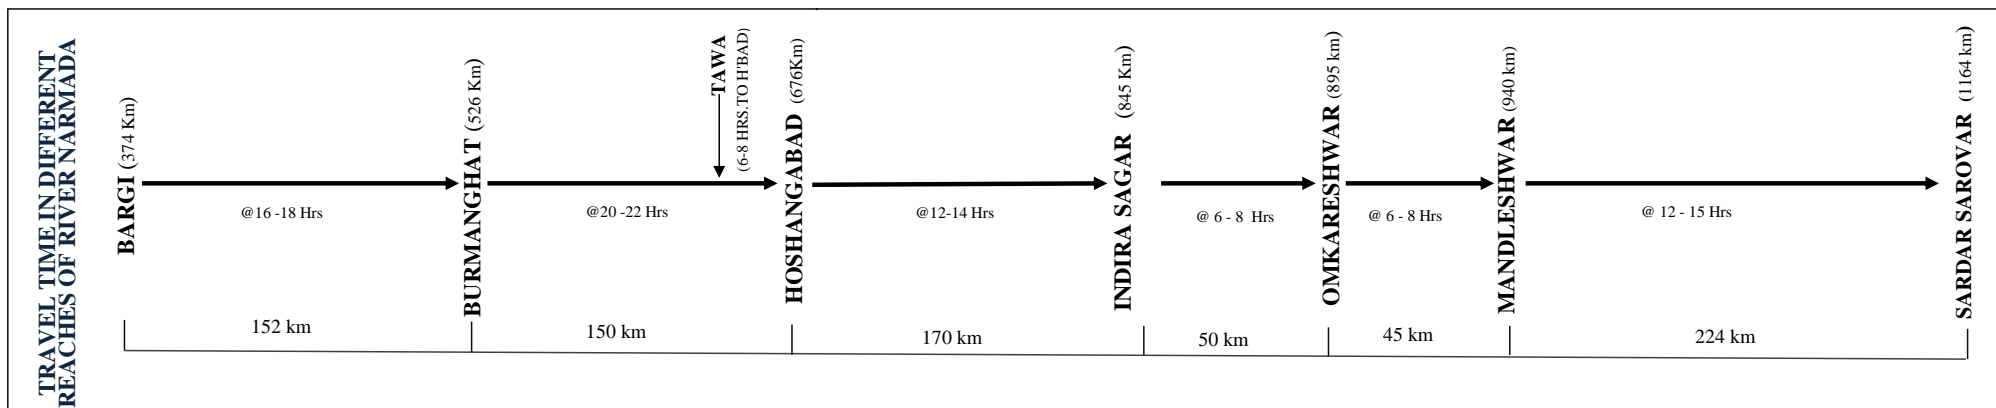 TRAVEL TIME IN DIFFERENT
REACHES OF RIVER NARMADA
BARGI (374 Km)
BURMANGHAT (526 Km)
TAWA
(6-8 HRS.TO H'BAD)
HOSHANGABAD (676Km)
INDIRA SAGAR (845 Km)
OMKARESHWAR (895 km)
MANDLESHWAR (940 km)
SARDAR SAROVAR (1164 km)
@16 -18 Hrs
@20 -22 Hrs
@12-14 Hrs
@ 6 - 8 Hrs
@ 6 - 8 Hrs
@ 12 - 15 Hrs
152 km
150 km
170 km
50 km
45 km
224 km